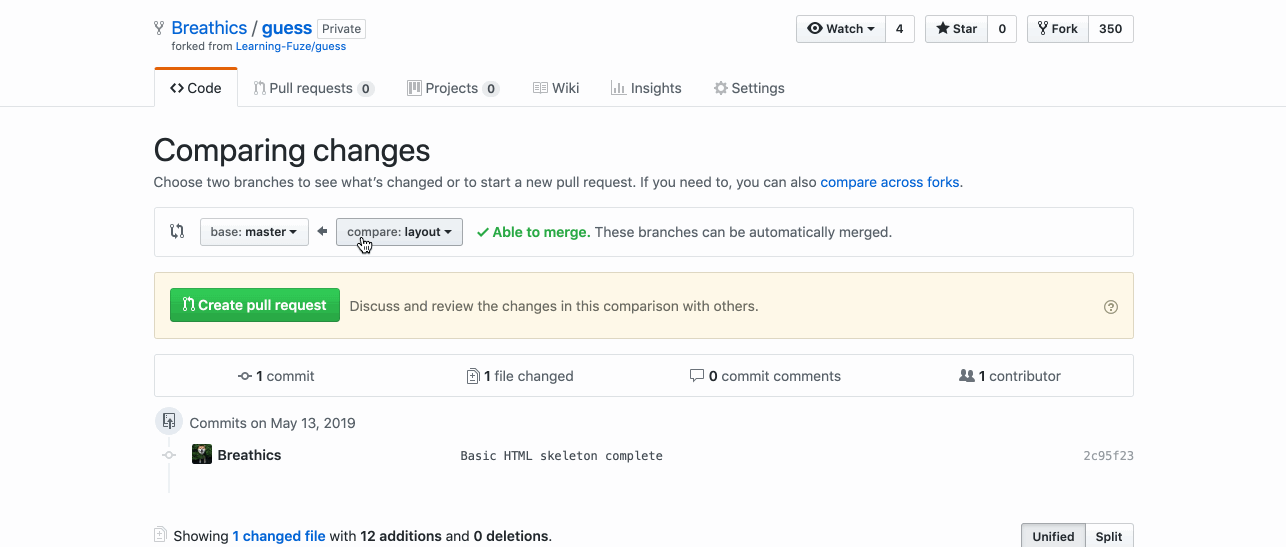 Breathics / guess Private
Watch 4 Star 0 Fork 350
forked from Learning-Fuze/guess
Code Pull requests 0 Projects 0 Wiki Insights Settings
Comparing changes
Choose two branches to see what's changed or to start a new pull request. If you need to, you can also compare across forks.
base: master compare: layout Able to merge. These branches can be automatically merged.
Create pull request Discuss and review the changes in this comparison with others.
1 commit 1 file changed 0 commit comments 1 contributor
Commits on May 13, 2019
Breathics Basic HTML skeleton complete 2c95f23
Showing 1 changed file with 12 additions and 0 deletions. Unified Split